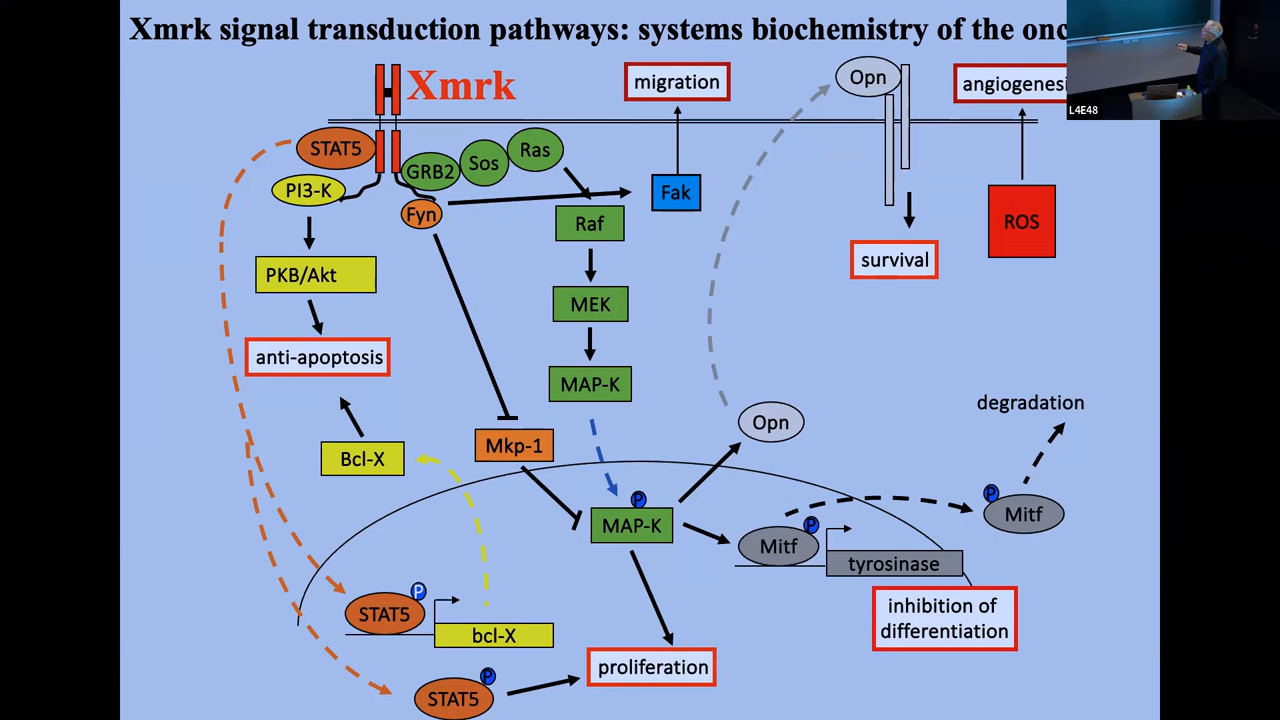 Xmrk signal transduction pathways: systems biochemistry of the onc
L4E48
Xmrk
migration
Opn
angiogenesi
STAT5
GRB2
Sos
Ras
PI3-K
Fyn
Fak
Raf
ROS
survival
PKB/Akt
MEK
anti-apoptosis
MAP-K
degradation
Opn
Mkp-1
Bcl-X
P
MAP-K
P
Mitf
P
Mitf
tyrosinase
P
STAT5
bcl-X
inhibition of
differentiation
proliferation
P
STAT5